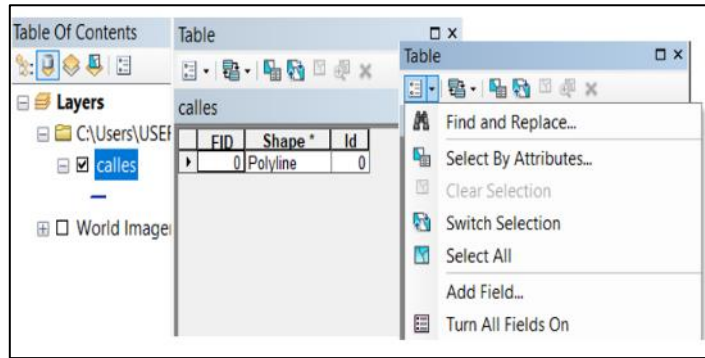 Table Of Contents
Layers
C:\Users\USEF
calles
World Image
Table
calles
FID Shape * Id
0 Polyline 0
Table
Find and Replace...
Select By Attributes...
Clear Selection
Switch Selection
Select All
Add Field...
Turn All Fields On